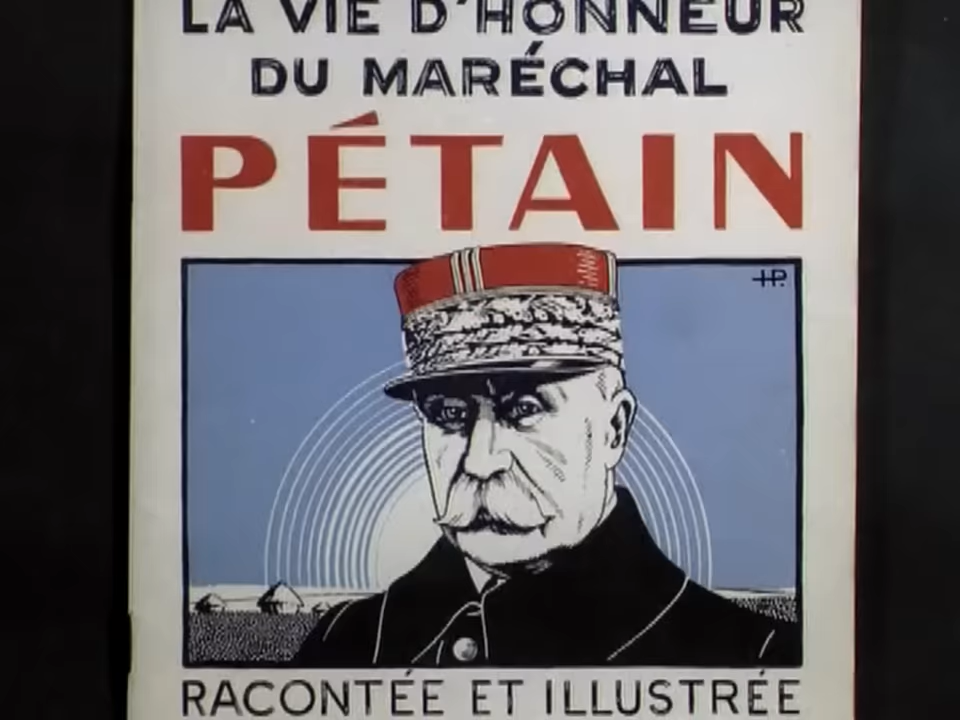 LA VIE D'HONNEUR
DU MARÉCHAL
PÉTAIN
HP.
RACONTÉE ET ILLUSTRÉE